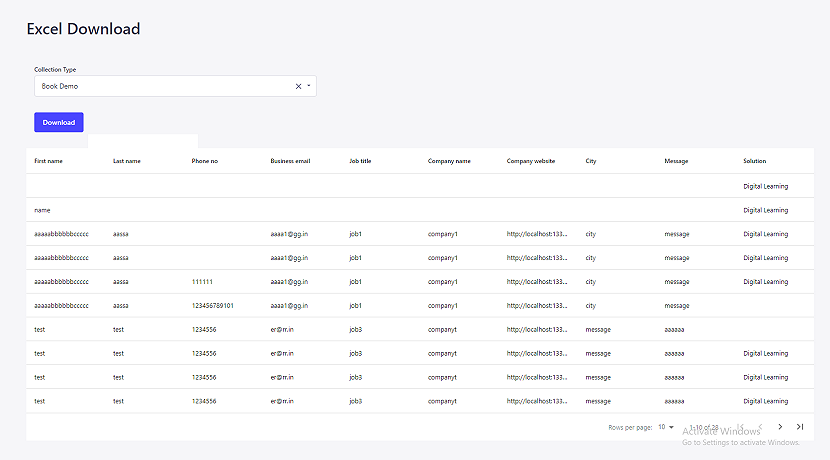 Excel Download
Collection Type
Book Demo
Download
First name Last name Phone no Business email Job title Company name Company website City Message Solution
Digital Learning
name Digital Learning
aaaaabbbbbbccccc aassa aaaa1@gg.in job1 company1 http://localhost:133... city message Digital Learning
aaaaabbbbbbccccc aassa aaaa1@gg.in job1 company1 http://localhost:133... city message Digital Learning
aaaaabbbbbbccccc aassa 111111 aaaa1@gg.in job1 company1 http://localhost:133... city message Digital Learning
aaaaabbbbbbccccc aassa 123456789101 aaaa1@gg.in job1 company1 http://localhost:133... city message
test test 1234556 er@rr.in job3 companyt http://localhost:133... message aaaaaa
test test 1234556 er@rr.in job3 companyt http://localhost:133... message aaaaaa Digital Learning
test test 1234556 er@rr.in job3 companyt http://localhost:133... message aaaaaa Digital Learning
test test 1234556 er@rr.in job3 companyt http://localhost:133... message aaaaaa Digital Learning
Rows per page: 10 1-10 of 28
Activate Windows
Go to Settings to activate Windows.